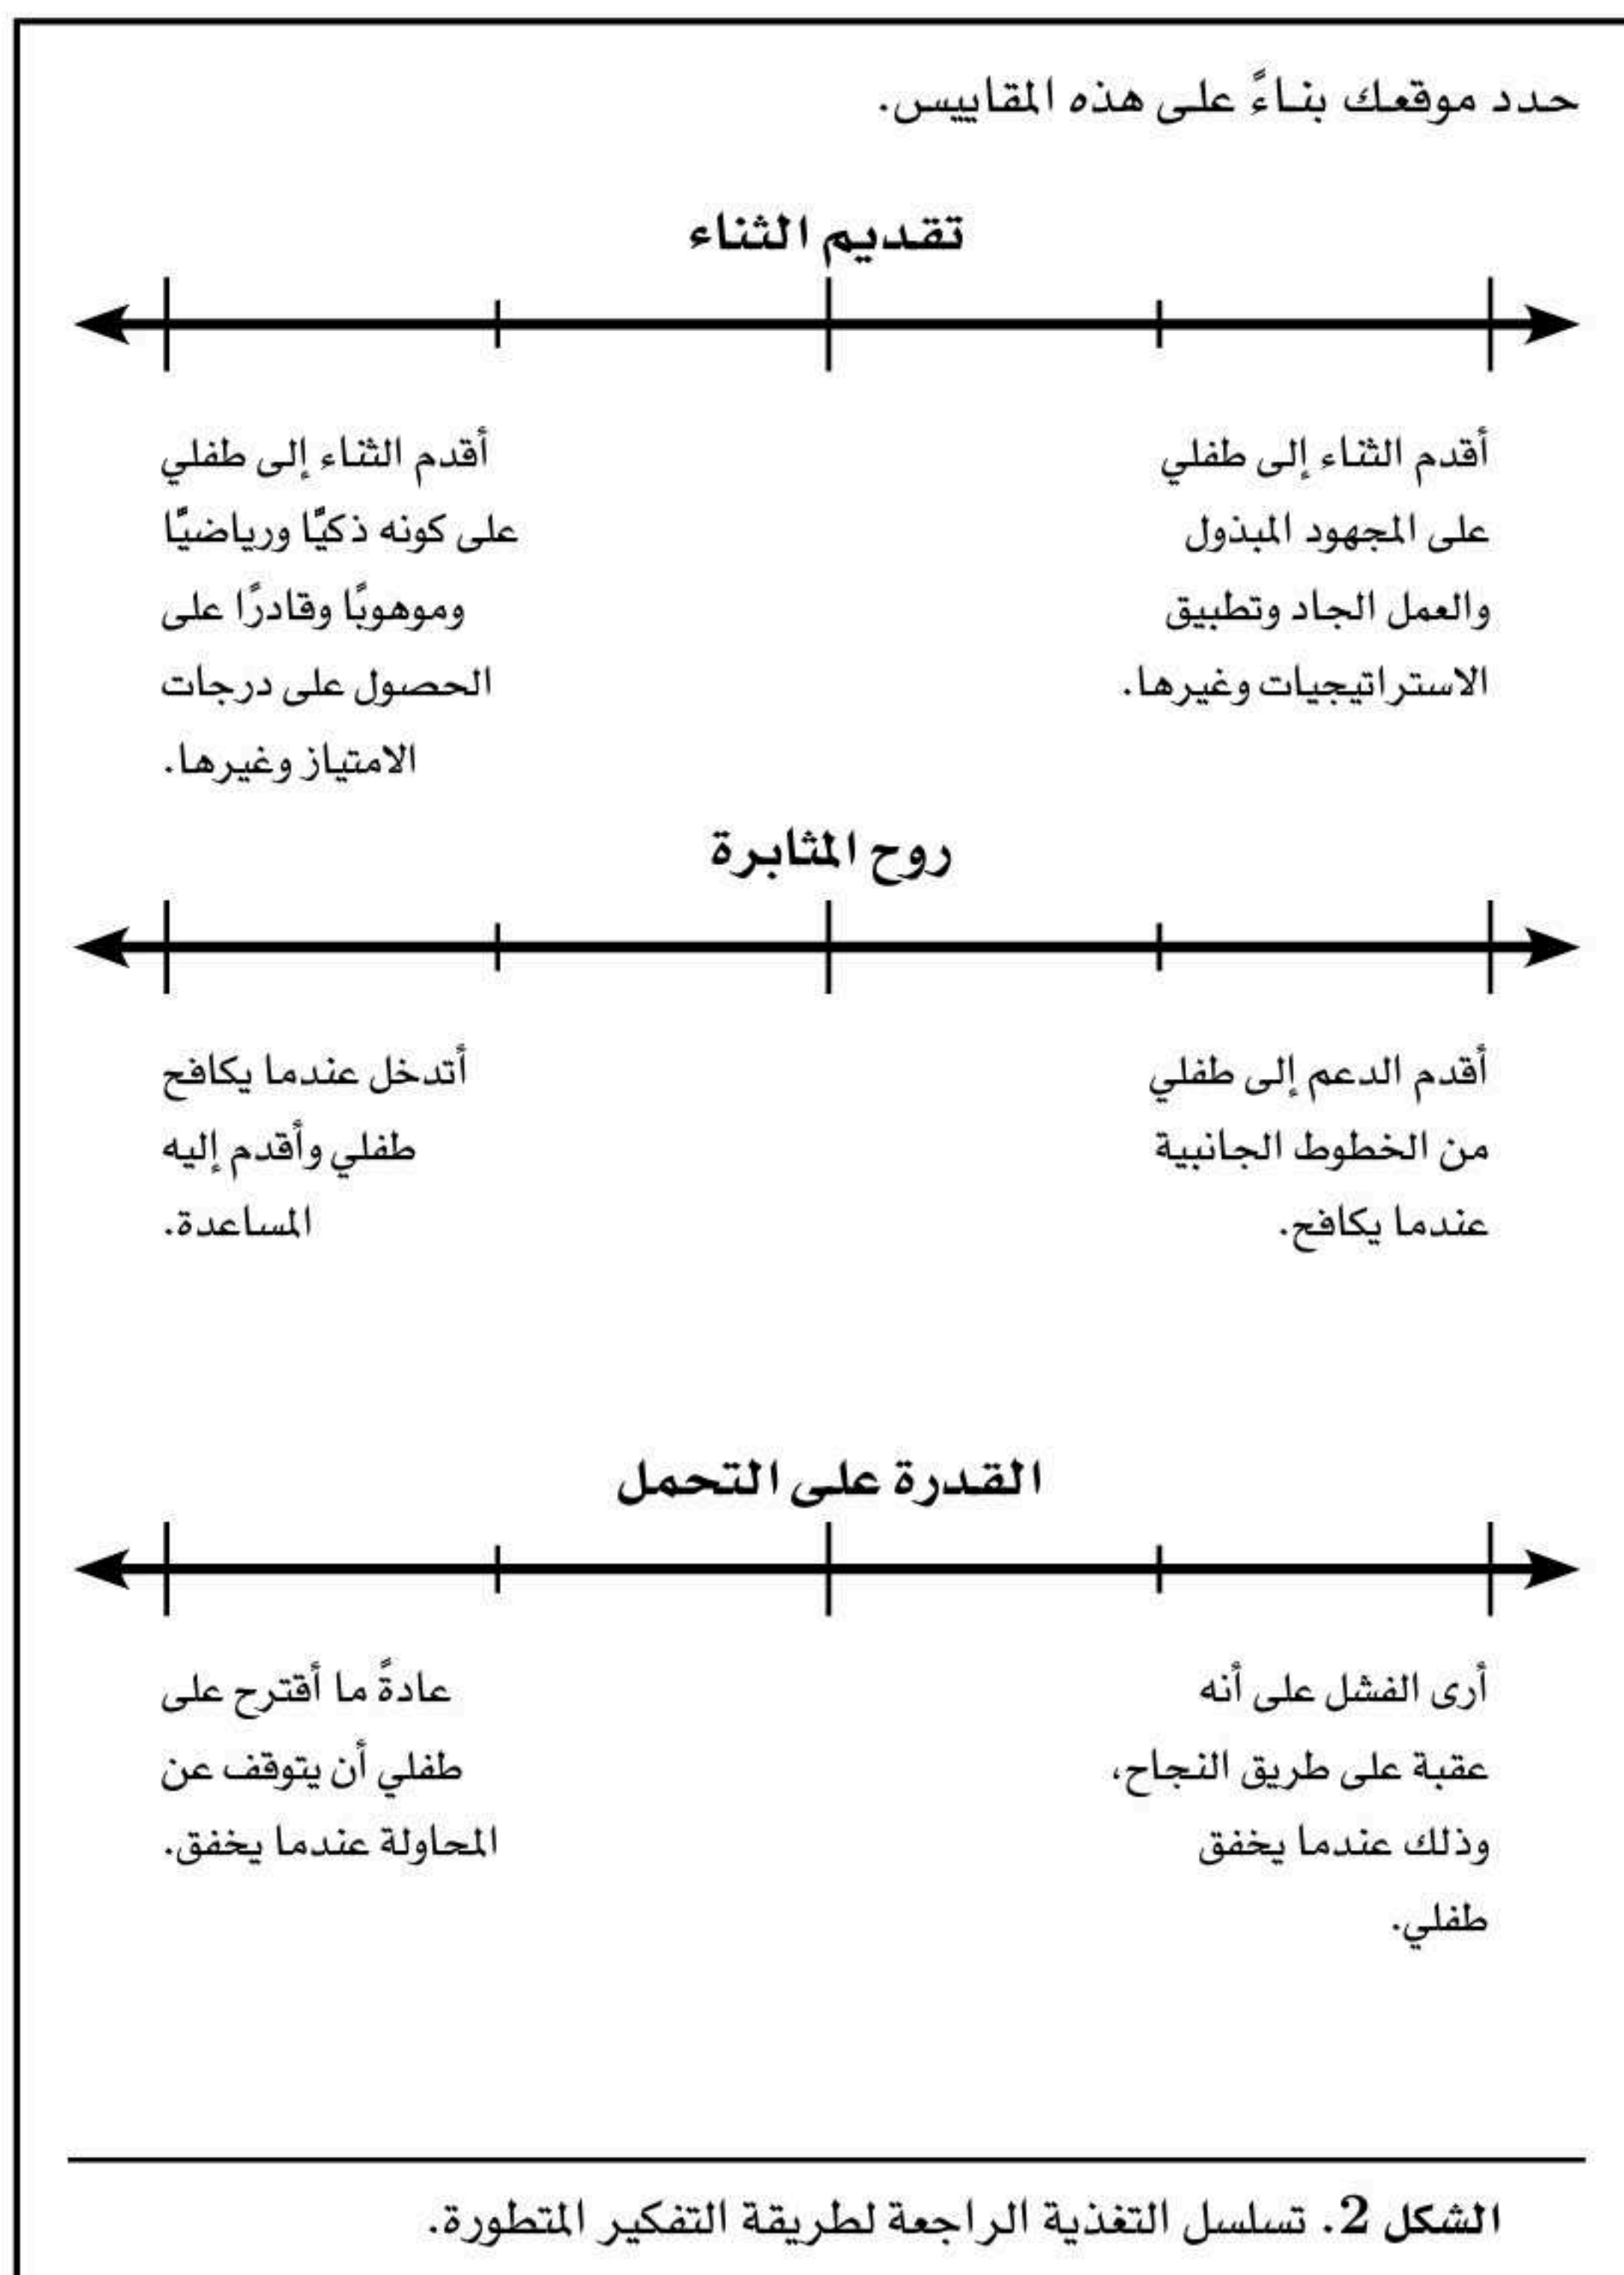 حدد موقعك بناءً على هذه المقاييس.
تقديم الثناء
أقدم الثناء إلى طفلي
على المجهود المبذول
والعمل الجاد وتطبيق
الاستراتيجيات وغيرها.
أقدم الثناء إلى طفلي
على كونه ذكيًّا ورياضيًّا
وموهوبًا وقادرًا على
الحصول على درجات
الامتياز وغيرها.
روح المثابرة
أقدم الدعم إلى طفلي
من الخطوط الجانبية
عندما يكافح.
أتدخل عندما يكافح
طفلي وأقدم إليه
المساعدة.
القدرة على التحمل
أرى الفشل على أنه
عقبة على طريق النجاح،
وذلك عندما يخفق
طفلي.
عادةً ما أقترح على
طفلي أن يتوقف عن
المحاولة عندما يخفق.
الشكل 2. تسلسل التغذية الراجعة لطريقة التفكير المتطورة.